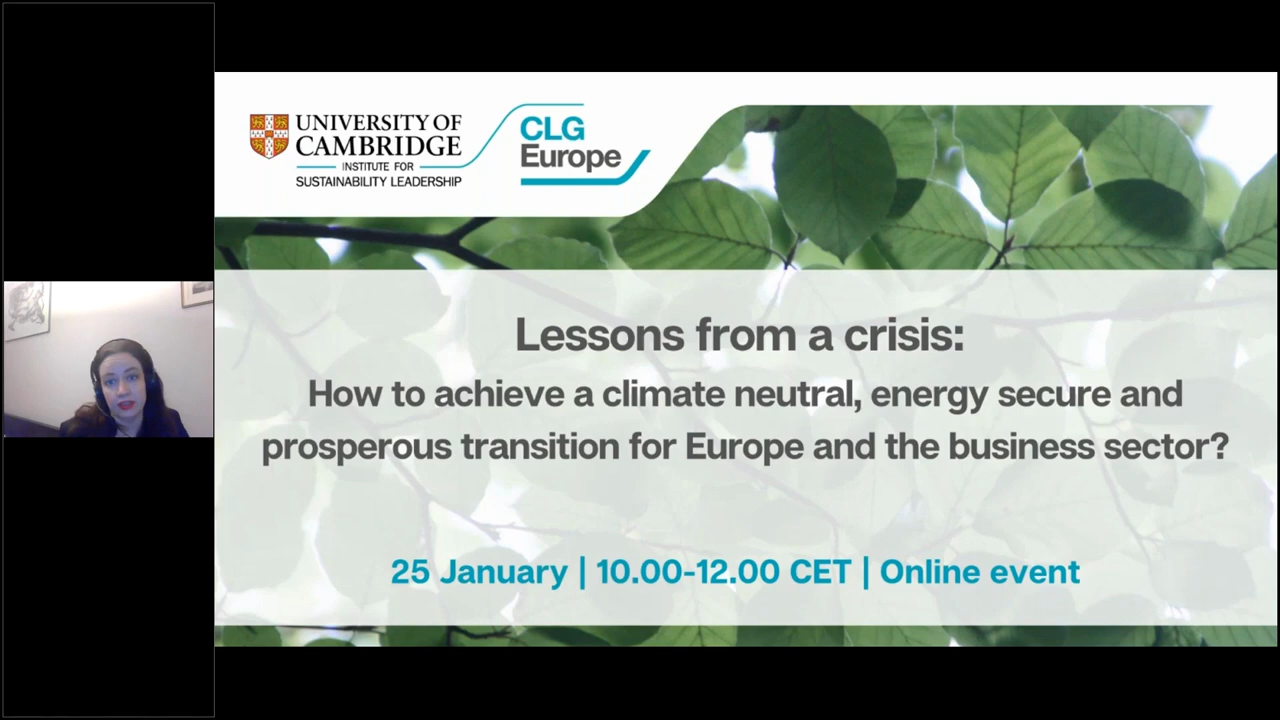 UNIVERSITY OF
CAMBRIDGE
INSTITUTE FOR
SUSTAINABILITY LEADERSHIP
CLG
Europe
Lessons from a crisis:
How to achieve a climate neutral, energy secure and
prosperous transition for Europe and the business sector?
25 January | 10.00-12.00 CET | Online event